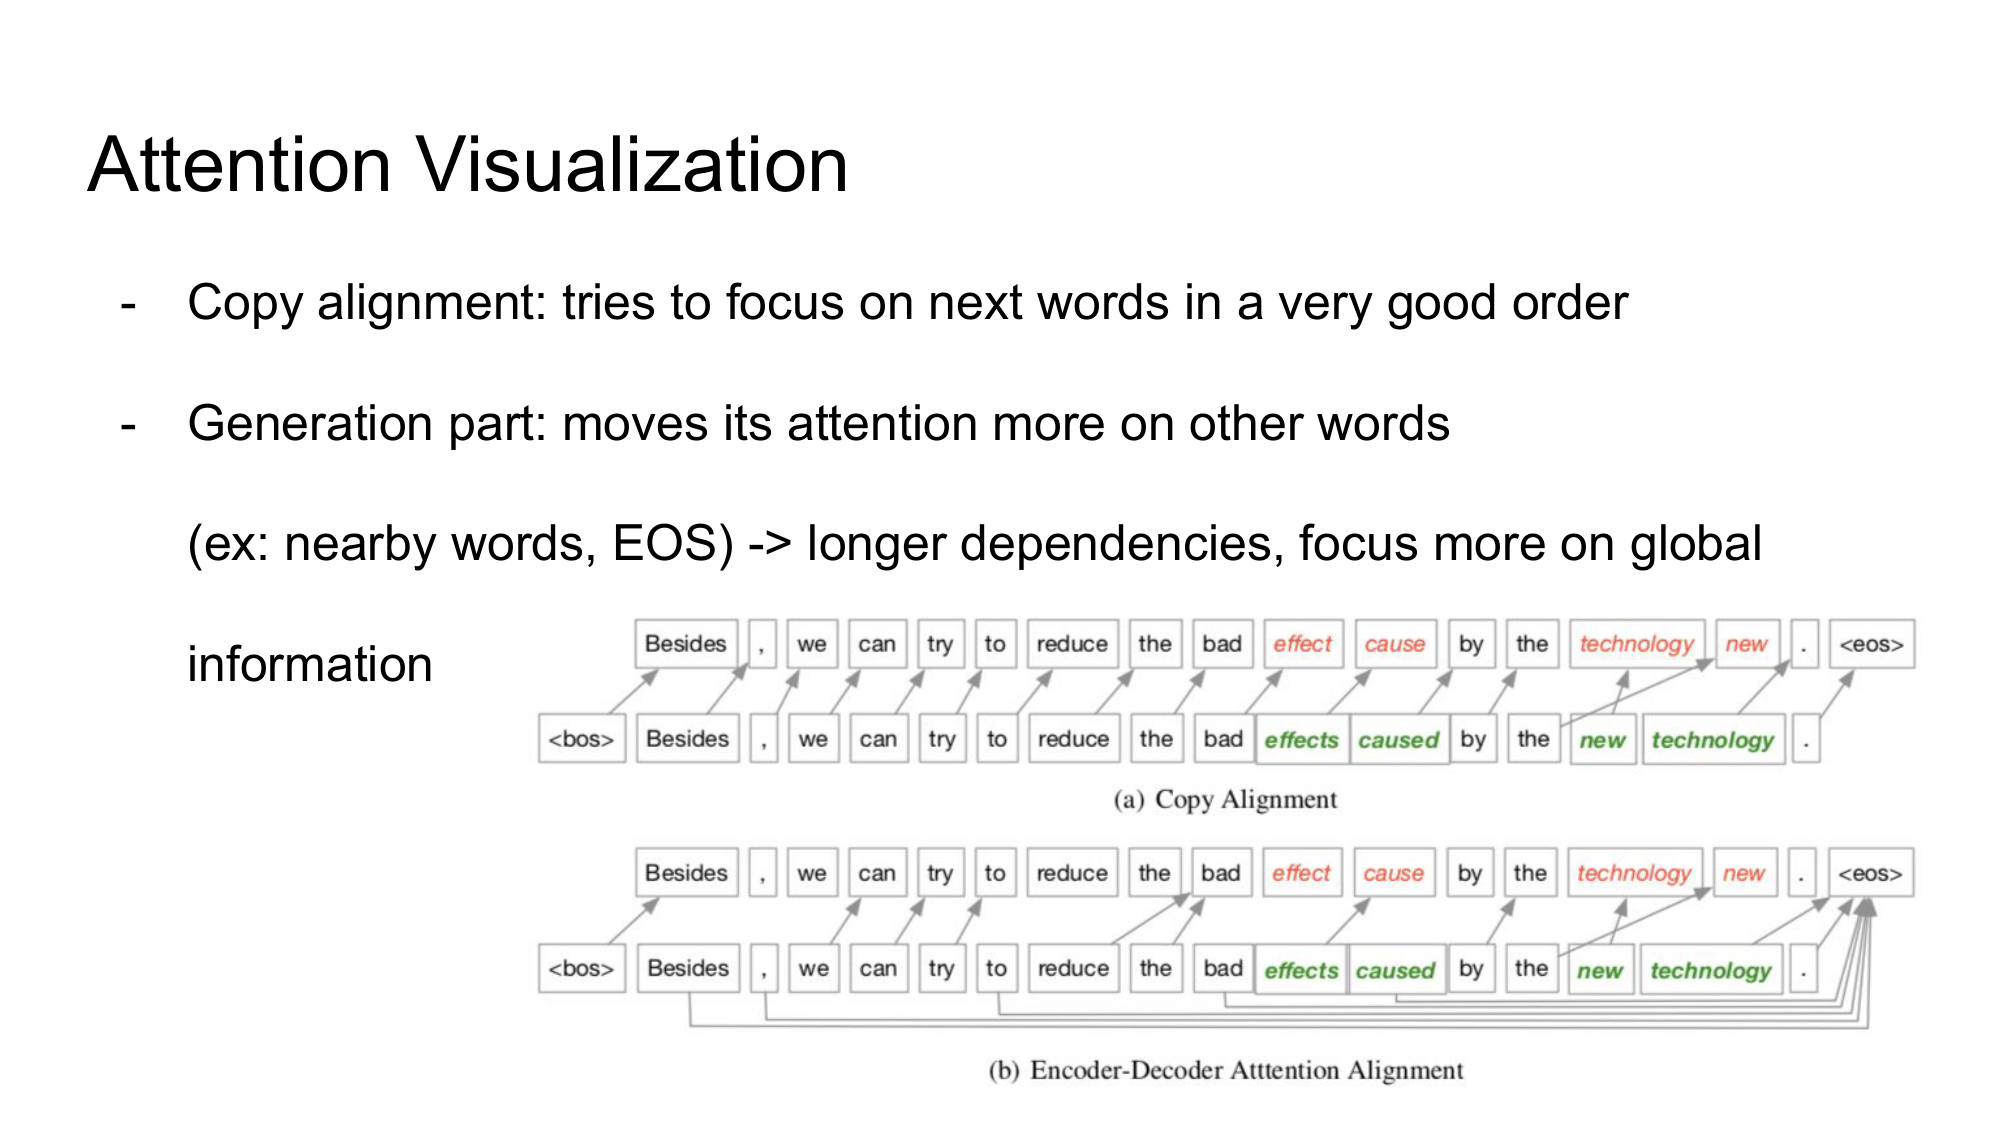 Attention Visualization
- Copy alignment: tries to focus on next words in a very good order
- Generation part: moves its attention more on other words
(ex: nearby words, EOS) -> longer dependencies, focus more on global
information
Besides , we can try to reduce the bad effect cause by the technology new . <eos>
<bos> Besides , we can try to reduce the bad effects caused by the new technology .
(a) Copy Alignment
Besides , we can try to reduce the bad effect cause by the technology new . <eos>
<bos> Besides , we can try to reduce the bad effects caused by the new technology .
(b) Encoder-Decoder Atttention Alignment